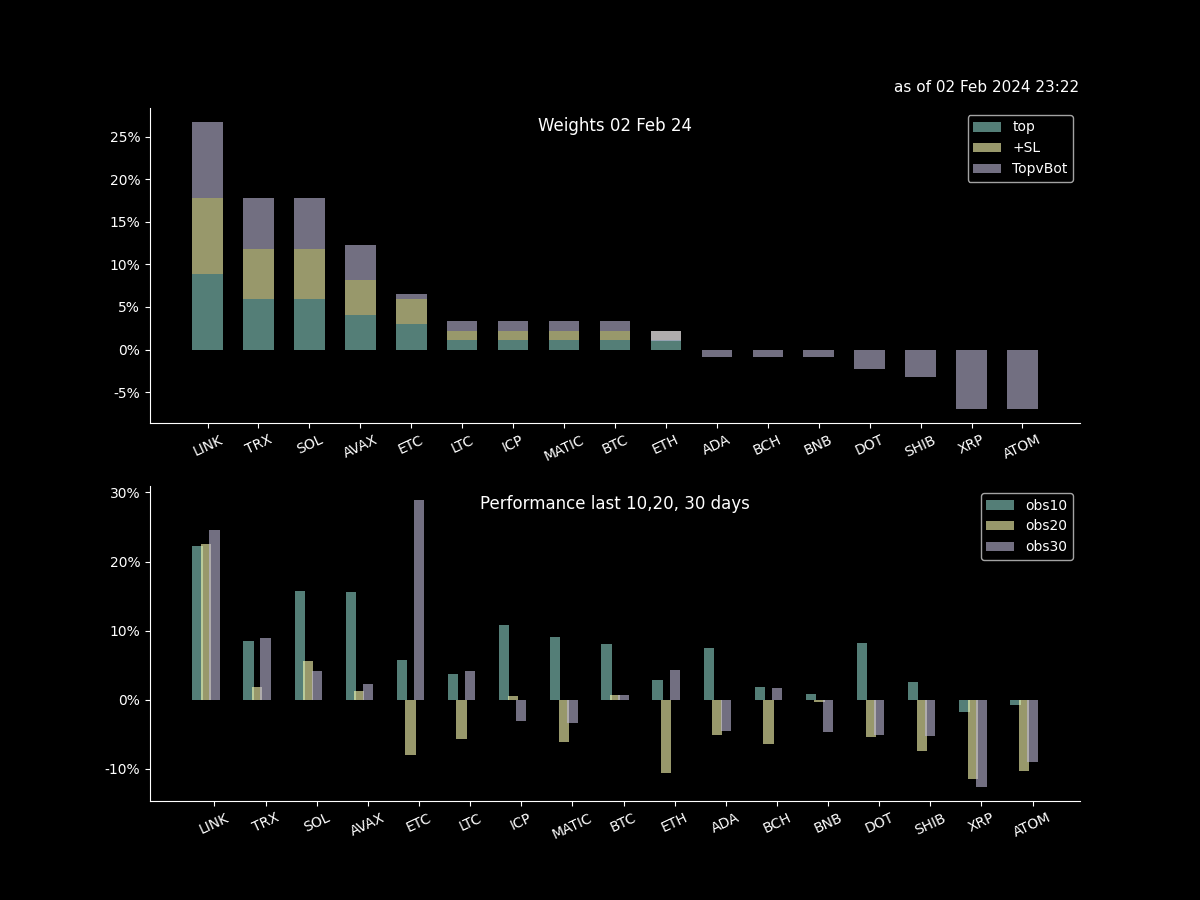 as of 02 Feb 2024 23:22
Weights 02 Feb 24
top
+SL
TopvBot
25%
20%
15%
10%
5%
0%
-5%
LINK TRX SOL AVAX ETC LTC ICP MATIC BTC ETH ADA BCH BNB DOT SHIB XRP ATOM
Performance last 10,20, 30 days
obs10
obs20
obs30
30%
20%
10%
0%
-10%
LINK TRX SOL AVAX ETC LTC ICP MATIC BTC ETH ADA BCH BNB DOT SHIB XRP ATOM